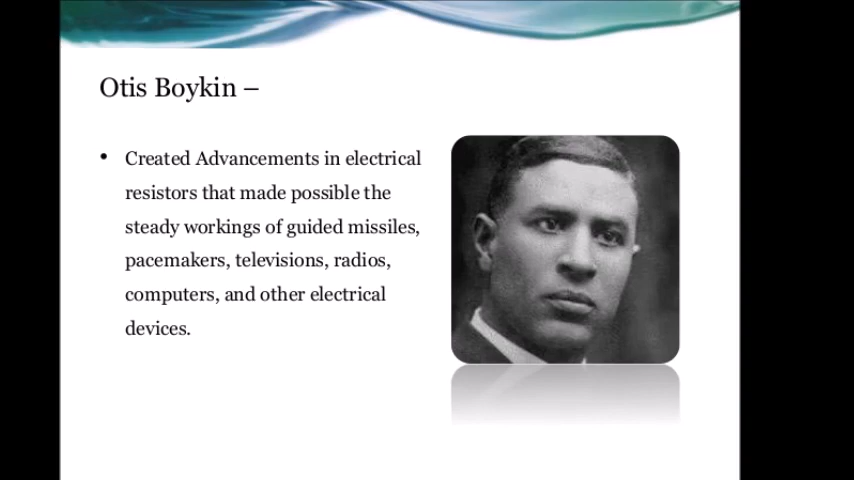 Otis Boykin –
• Created Advancements in electrical
resistors that made possible the
steady workings of guided missiles,
pacemakers, televisions, radios,
computers, and other electrical
devices.